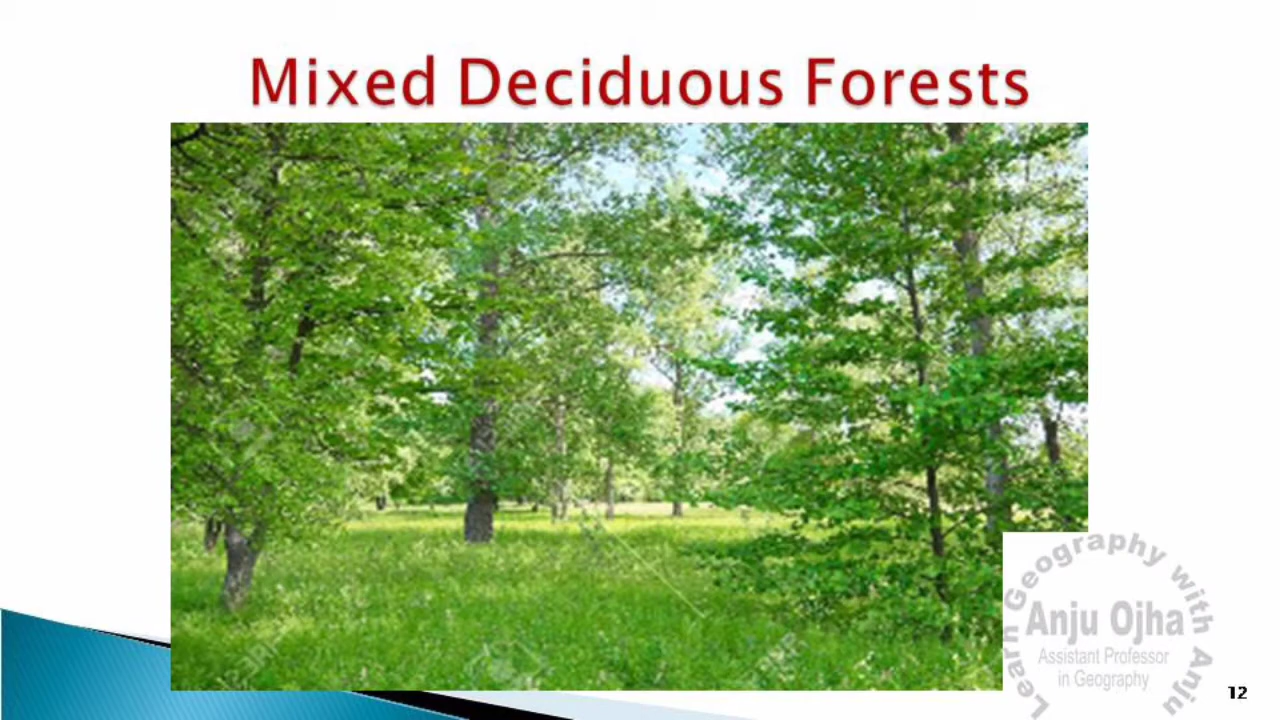 Mixed Deciduous Forests
Learn Geography with Anju
Anju Ojha
Assistant Professor
in Geography
12